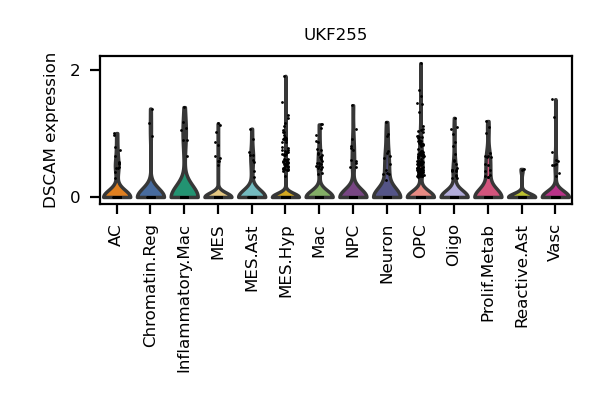 UKF255
DSCAM expression
2
0
AC
Chromatin.Reg
Inflammatory.Mac
MES
MES.Ast
MES.Hyp
Mac
NPC
Neuron
OPC
Oligo
Prolif.Metab
Reactive.Ast
Vasc